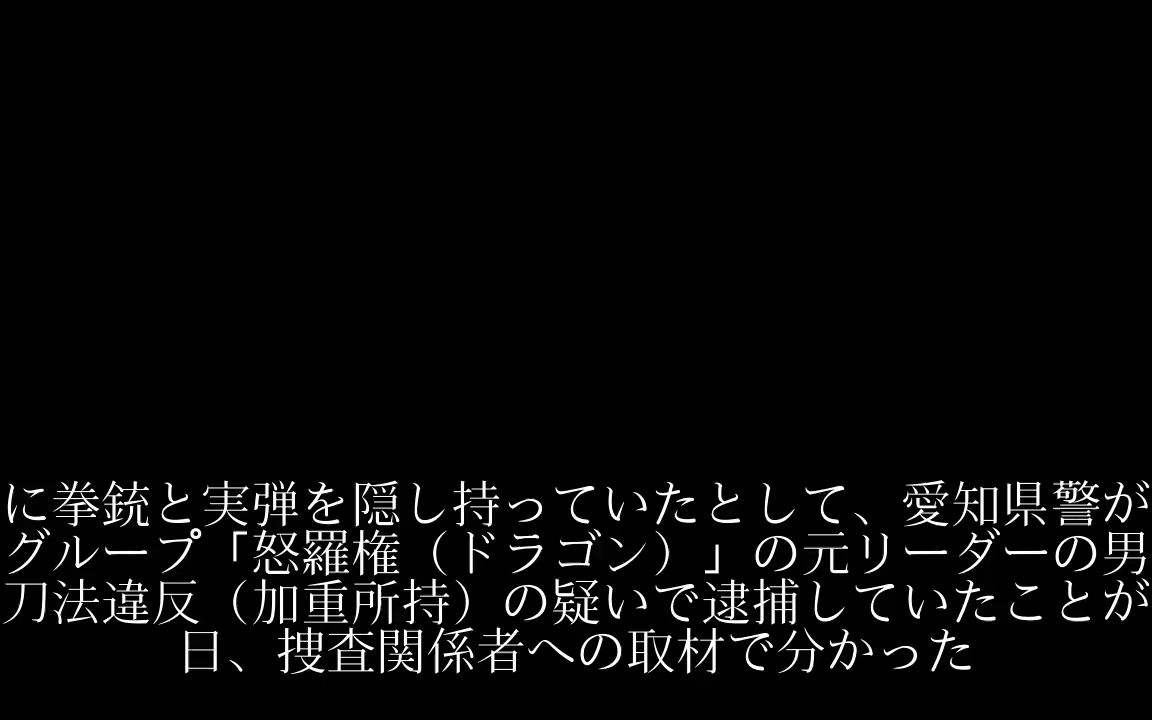 に拳銃と実弾を隠し持っていたとして、愛知県警が
グループ「怒羅権（ドラゴン）」の元リーダーの男
刀法違反（加重所持）の疑いで逮捕していたことが
日、捜査関係者への取材で分かった